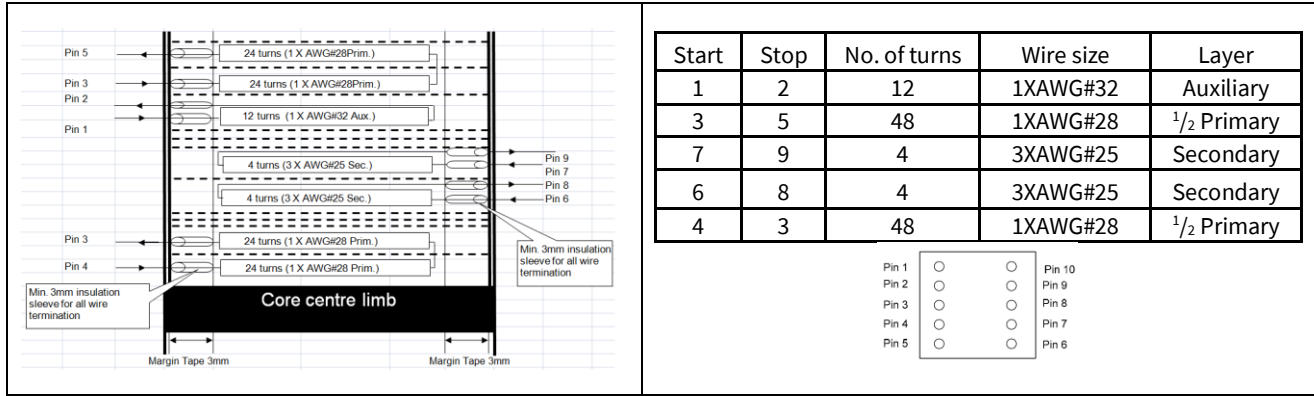 Pin 5
24 turns (1 X AWG#28Prim.)
Pin 3
24 turns (1 X AWG#28Prim.)
Pin 2
12 turns (1 X AWG#32 Aux.)
Pin 1
Pin 9
4 turns (3 X AWG#25 Sec.)
Pin 7
Pin 8
4 turns (3 X AWG#25 Sec.)
Pin 6
Pin 3
24 turns (1 X AWG#28 Prim.)
Min. 3mm insulation
sleeve for all wire
termination
Pin 4
24 turns (1 X AWG#28 Prim.)
Min. 3mm insulation
sleeve for all wire
termination
Core centre limb
Margin Tape 3mm
Margin Tape 3mm
Start Stop No. of turns Wire size Layer
1 2 12 1XAWG#32 Auxiliary
3 5 48 1XAWG#28 1/2 Primary
7 9 4 3XAWG#25 Secondary
6 8 4 3XAWG#25 Secondary
4 3 48 1XAWG#28 1/2 Primary
Pin 1 Pin 10
Pin 2 Pin 9
Pin 3 Pin 8
Pin 4 Pin 7
Pin 5 Pin 6